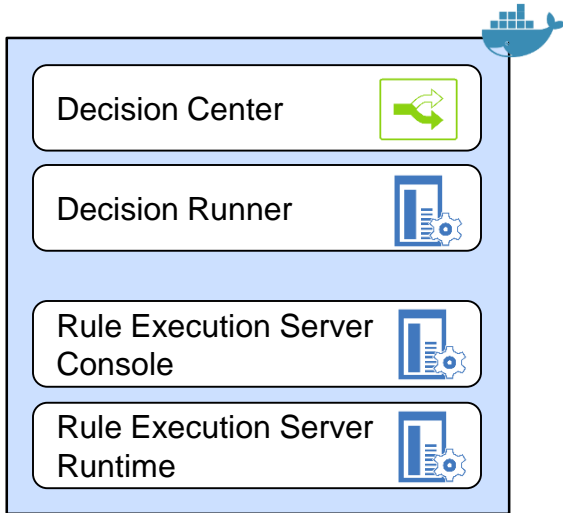 Decision Center
Decision Runner
Rule Execution Server
Console
Rule Execution Server
Runtime